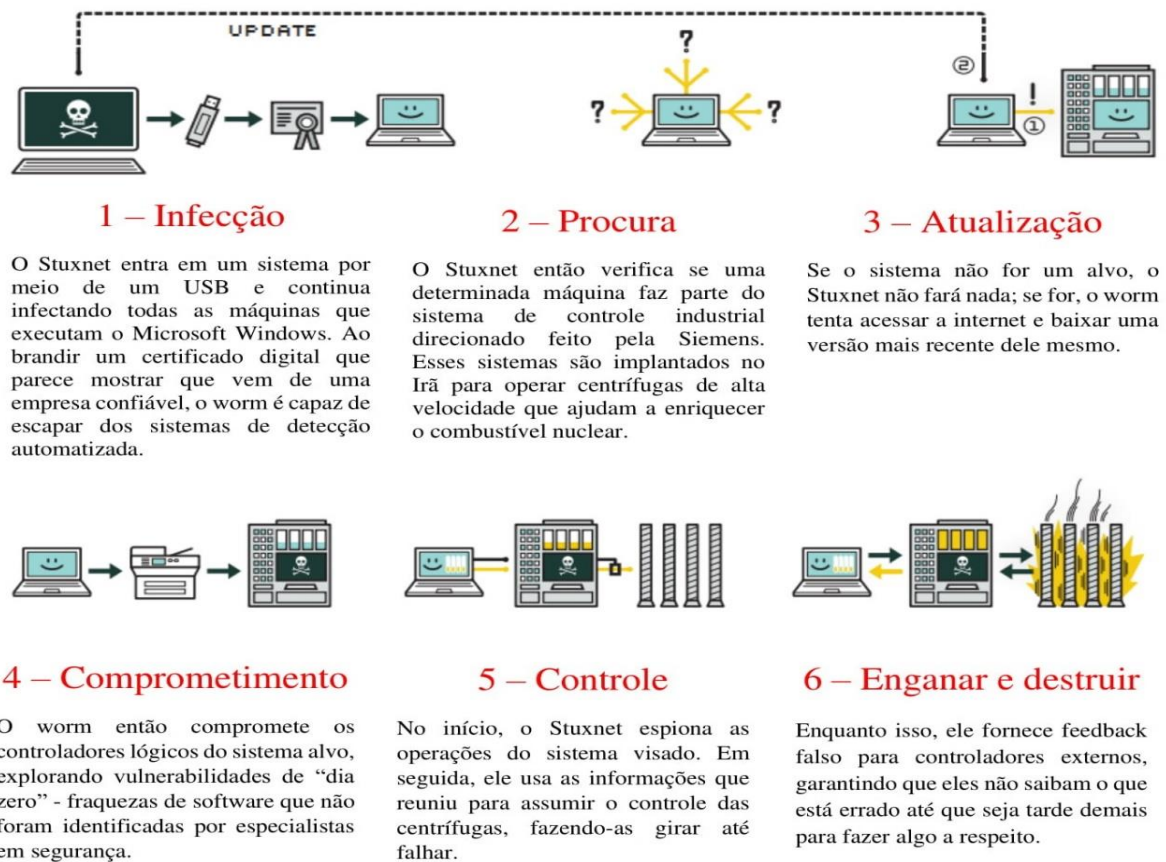 UPDATE
?
?
?
②
!
①
1 – Infecção
O Stuxnet entra em um sistema por
meio de um USB e continua
infectando todas as máquinas que
executam o Microsoft Windows. Ao
brandir um certificado digital que
parece mostrar que vem de uma
empresa confiável, o worm é capaz de
escapar dos sistemas de detecção
automatizada.
2 – Procura
O Stuxnet então verifica se uma
determinada máquina faz parte do
sistema de controle industrial
direcionado feito pela Siemens.
Esses sistemas são implantados no
Irã para operar centrífugas de alta
velocidade que ajudam a enriquecer
o combustível nuclear.
3 – Atualização
Se o sistema não for um alvo, o
Stuxnet não fará nada; se for, o worm
tenta acessar a internet e baixar uma
versão mais recente dele mesmo.
4 – Comprometimento
O worm então compromete os
controladores lógicos do sistema alvo,
explorando vulnerabilidades de “dia
zero” - fraquezas de software que não
foram identificadas por especialistas
em segurança.
5 – Controle
No início, o Stuxnet espiona as
operações do sistema visado. Em
seguida, ele usa as informações que
reuniu para assumir o controle das
centrífugas, fazendo-as girar até
falhar.
6 – Enganar e destruir
Enquanto isso, ele fornece feedback
falso para controladores externos,
garantindo que eles não saibam o que
está errado até que seja tarde demais
para fazer algo a respeito.